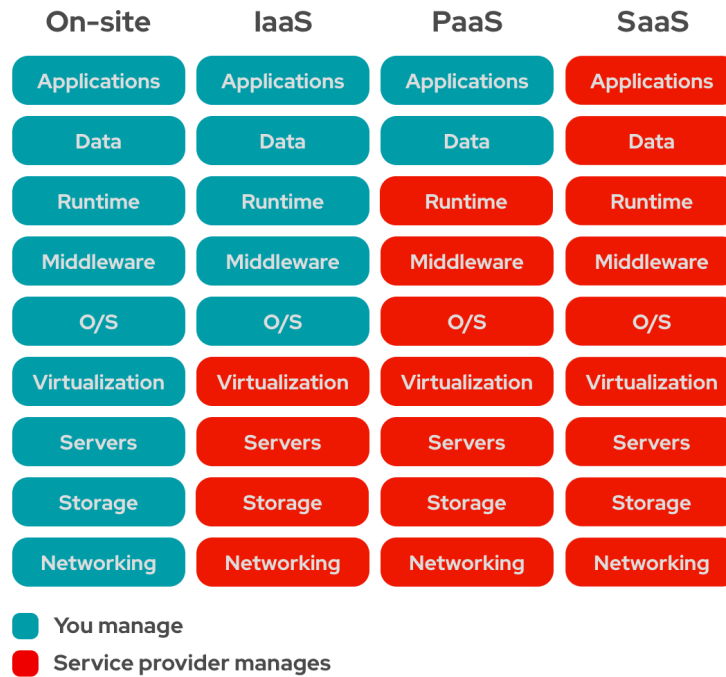 On-site IaaS PaaS SaaS
Applications Applications Applications Applications
Data Data Data Data
Runtime Runtime Runtime Runtime
Middleware Middleware Middleware Middleware
O/S O/S O/S O/S
Virtualization Virtualization Virtualization Virtualization
Servers Servers Servers Servers
Storage Storage Storage Storage
Networking Networking Networking Networking
You manage
Service provider manages